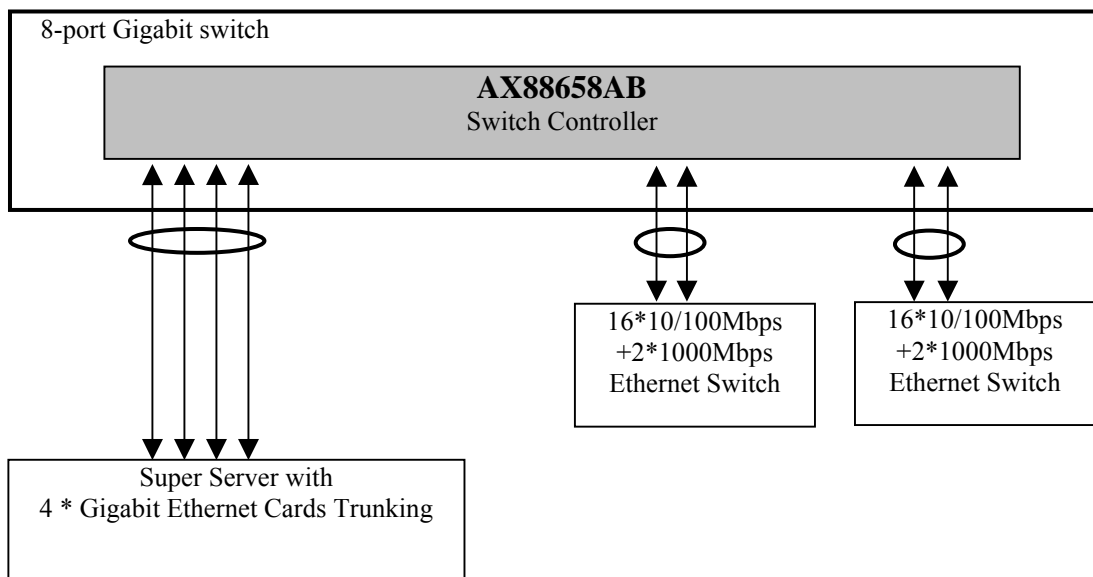 8-port Gigabit switch
AX88658AB
Switch Controller
16*10/100Mbps
+2*1000Mbps
Ethernet Switch
16*10/100Mbps
+2*1000Mbps
Ethernet Switch
Super Server with
4 * Gigabit Ethernet Cards Trunking